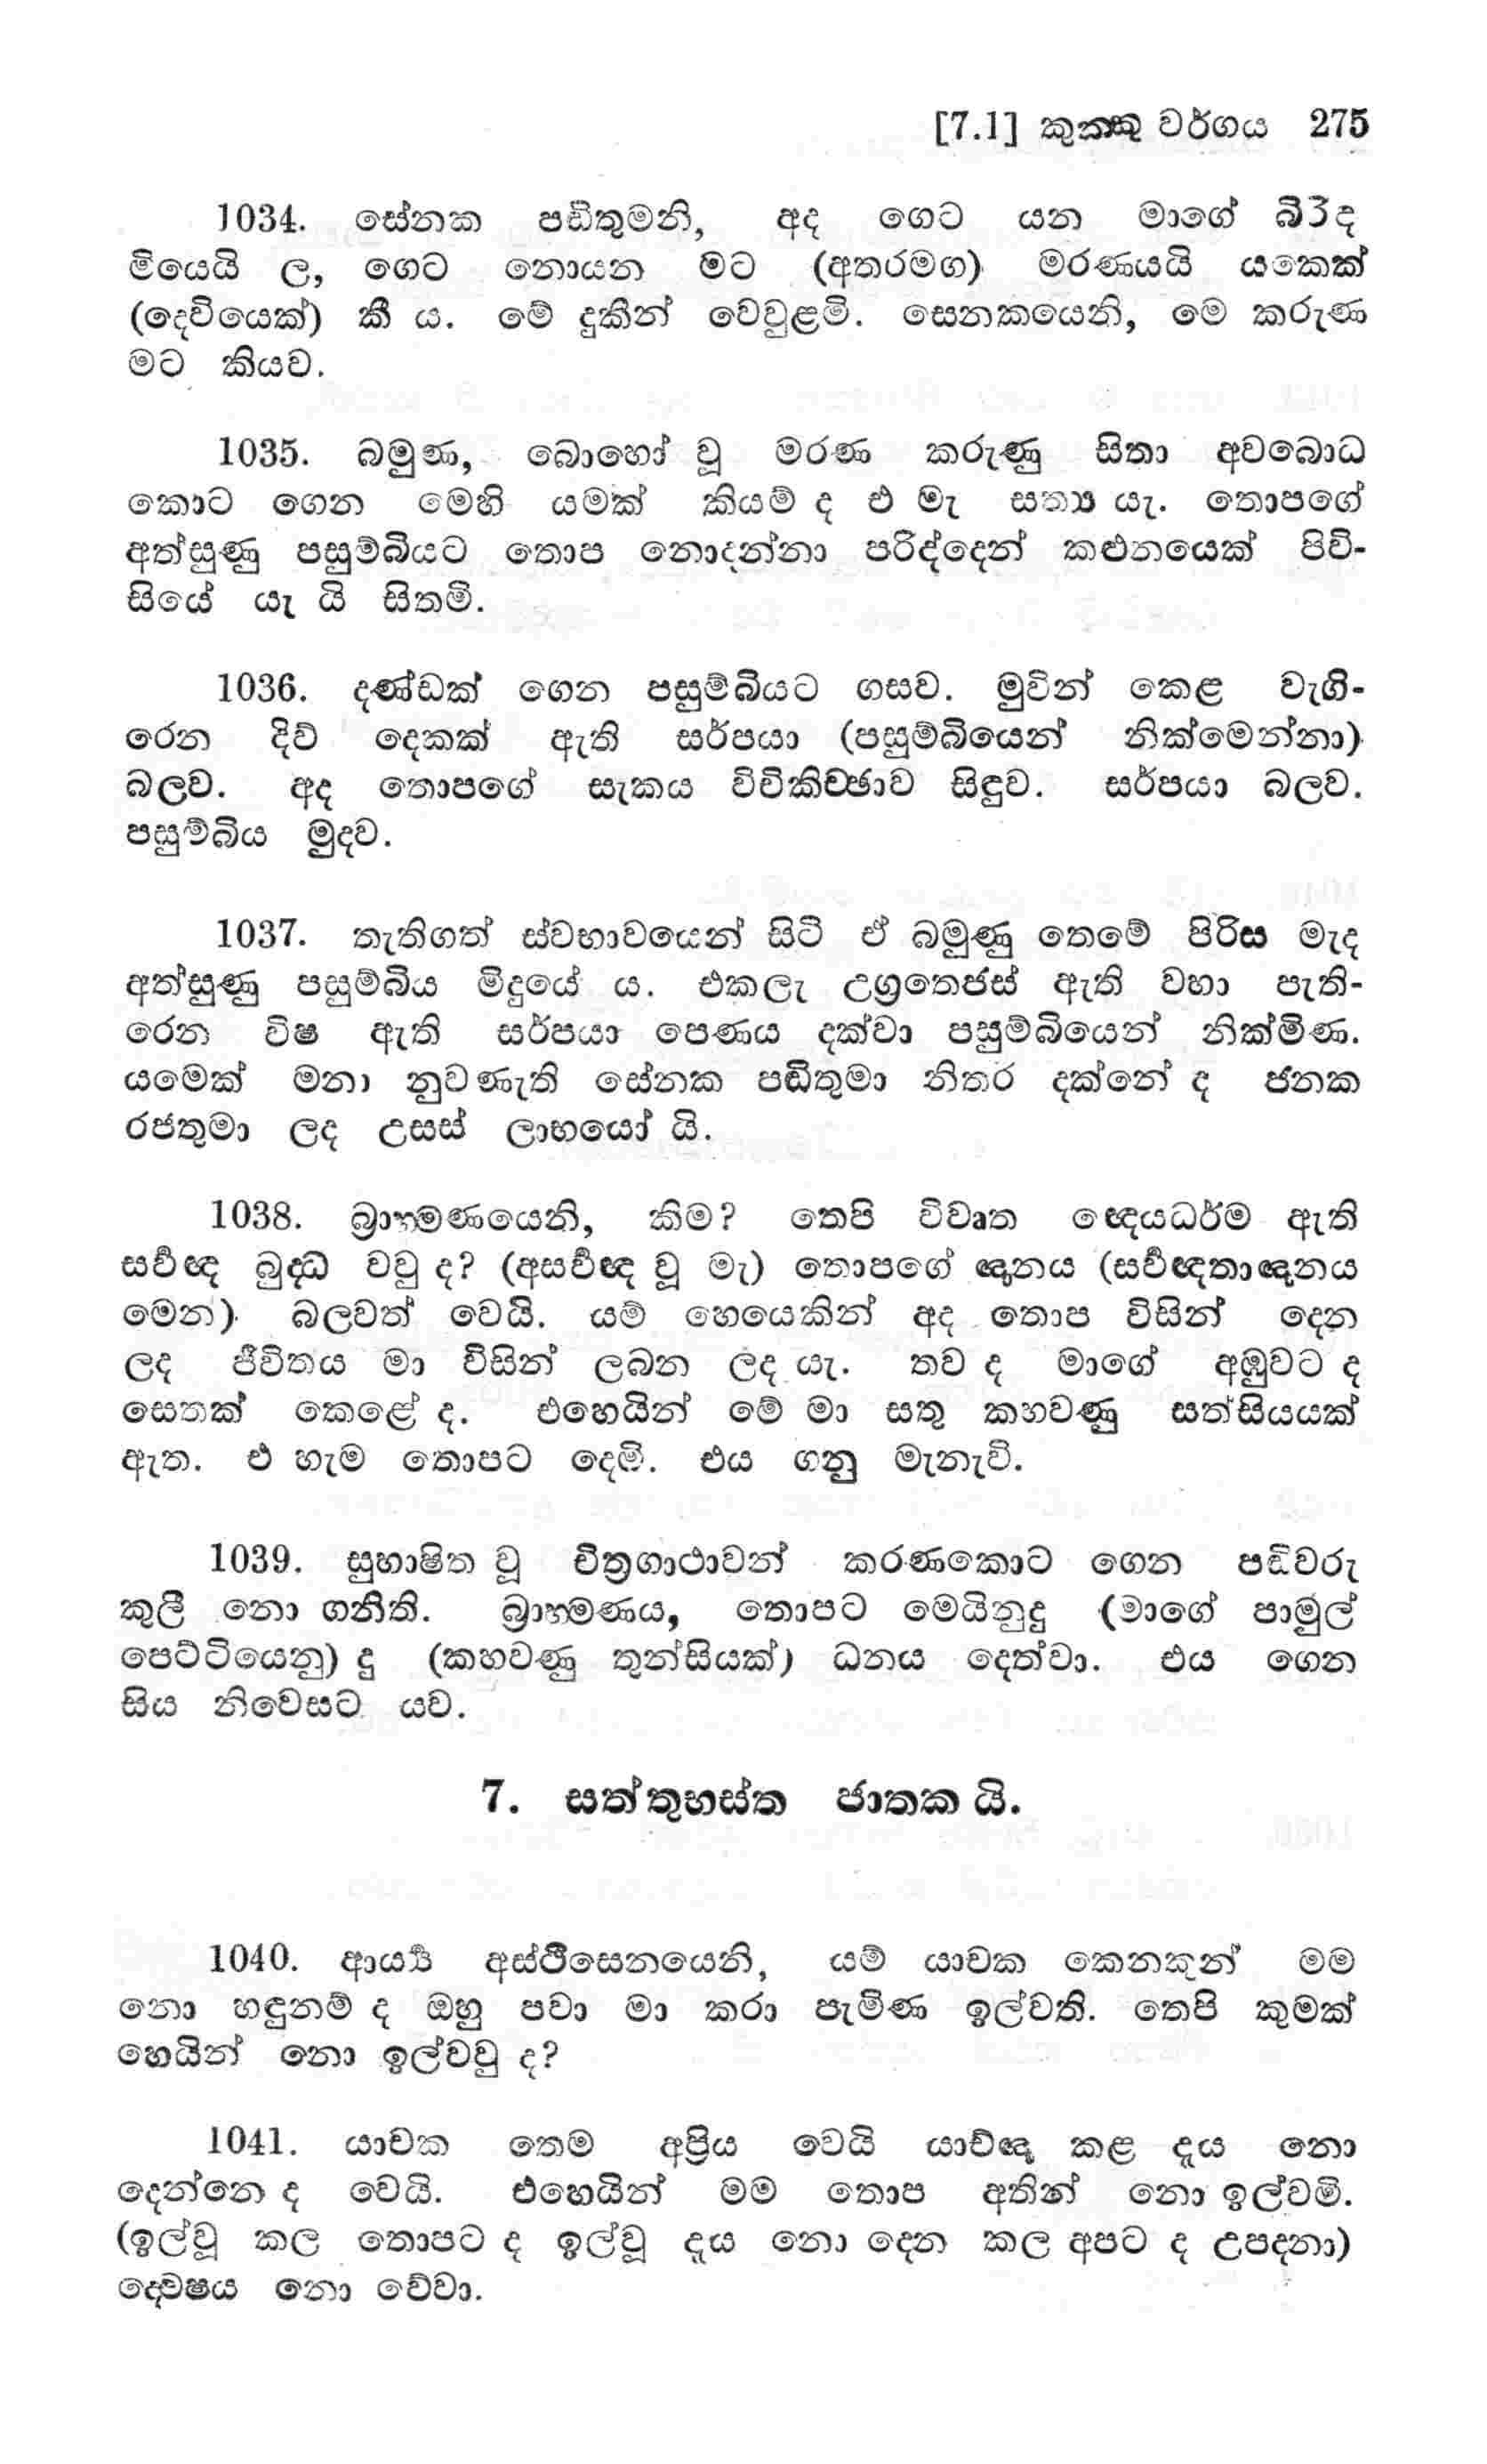 [7.1] කුක්කු වර්ගය 275
1034. සේනක පඬිතුමනි, අද ගෙට යන මාගේ බිරිද
මියෙයි ල, ගෙට නොයන මට (අතරමග) මරණයයි යකෙක්
(දෙවියෙක්) කී ය. මේ දුකින් වෙවුළමි. සෙනකයෙනි, මෙ කරුණ
මට කියව.
1035. බමුණ, බොහෝ වූ මරණ කරුණු සිතා අවබොධ
කොට ගෙන මෙහි යමක් කියම් ද එ මැ සත්‍ය යැ. තොපගේ
අත්සුණු පසුම්බියට තොප නොදන්නා පරිද්දෙන් කළුනයෙක් පිවි-
සියේ යැ යි සිතමි.
1036. දණ්ඩක් ගෙන පසුම්බියට ගසව. මුවින් කෙළ වැගි-
රෙන දිව් දෙකක් ඇති සර්පයා (පසුම්බියෙන් නික්මෙන්නා)
බලව. අද තොපගේ සැකය විචිකිච්ඡාව සිඳුව. සර්පයා බලව.
පසුම්බිය මුදව.
1037. තැතිගත් ස්වභාවයෙන් සිටි ඒ බමුණු තෙමේ පිරිස මැද
අත්සුණු පසුම්බිය මිදුයේ ය. එකලැ උග්‍රතෙජස් ඇති වහා පැති-
රෙන විෂ ඇති සර්පයා පෙණය දක්වා පසුම්බියෙන් නික්මිණ.
යමෙක් මනා නුවණැති සේනක පඬිතුමා නිතර දක්නේ ද ජනක
රජතුමා ලද උසස් ලාභයෝ යි.
1038. බ්‍රාහ්මණයෙනි, කිම? තෙපි විවෘත ඥෙයධර්ම ඇති
සර්‍වඥ බුද්ධ වවු ද? (අසර්‍වඥ වූ මැ) තොපගේ ඤානය (සර්‍වඥතාඤානය
මෙන්) බලවත් වෙයි. යම් හෙයෙකින් අද තොප විසින් දෙන
ලද ජීවිතය මා විසින් ලබන ලද යැ. තව ද මාගේ අඹුවට ද
සෙතක් කෙළේ ද. එහෙයින් මේ මා සතු කහවණු සත්සියයක්
ඇත. එ හැම තොපට දෙමි. එය ගනු මැනැවි.
1039. සුභාෂිත වූ චිත්‍රගාථාවන් කරණකොට ගෙන පඬිවරු
කුලී නො ගනිති. බ්‍රාහ්මණය, තොපට මෙයිනුදු (මාගේ පාමුල්
පෙට්ටියෙනු) දු (කහවණු තුන්සියක්) ධනය දෙත්වා. එය ගෙන
සිය නිවෙසට යව.
7. සත්තුභස්ත ජාතක යි.
1040. ආර්‍ය්‍ය අස්ථිසෙනයෙනි, යම් යාචක කෙනකුන් මම
නො හඳුනම් ද ඔහු පවා මා කරා පැමිණ ඉල්වති. තෙපි කුමක්
හෙයින් නො ඉල්වවු ද?
1041. යාචක තෙම අප්‍රිය වෙයි යාච්ඤා කළ දෑය නො
දෙන්නෙ ද වෙයි. එහෙයින් මම තොප අතින් නො ඉල්වමි.
(ඉල්වූ කල තොපට ද ඉල්වූ දෑය නො දෙන කල අපට ද උපදනා)
ද්වෙෂය නො වේවා.